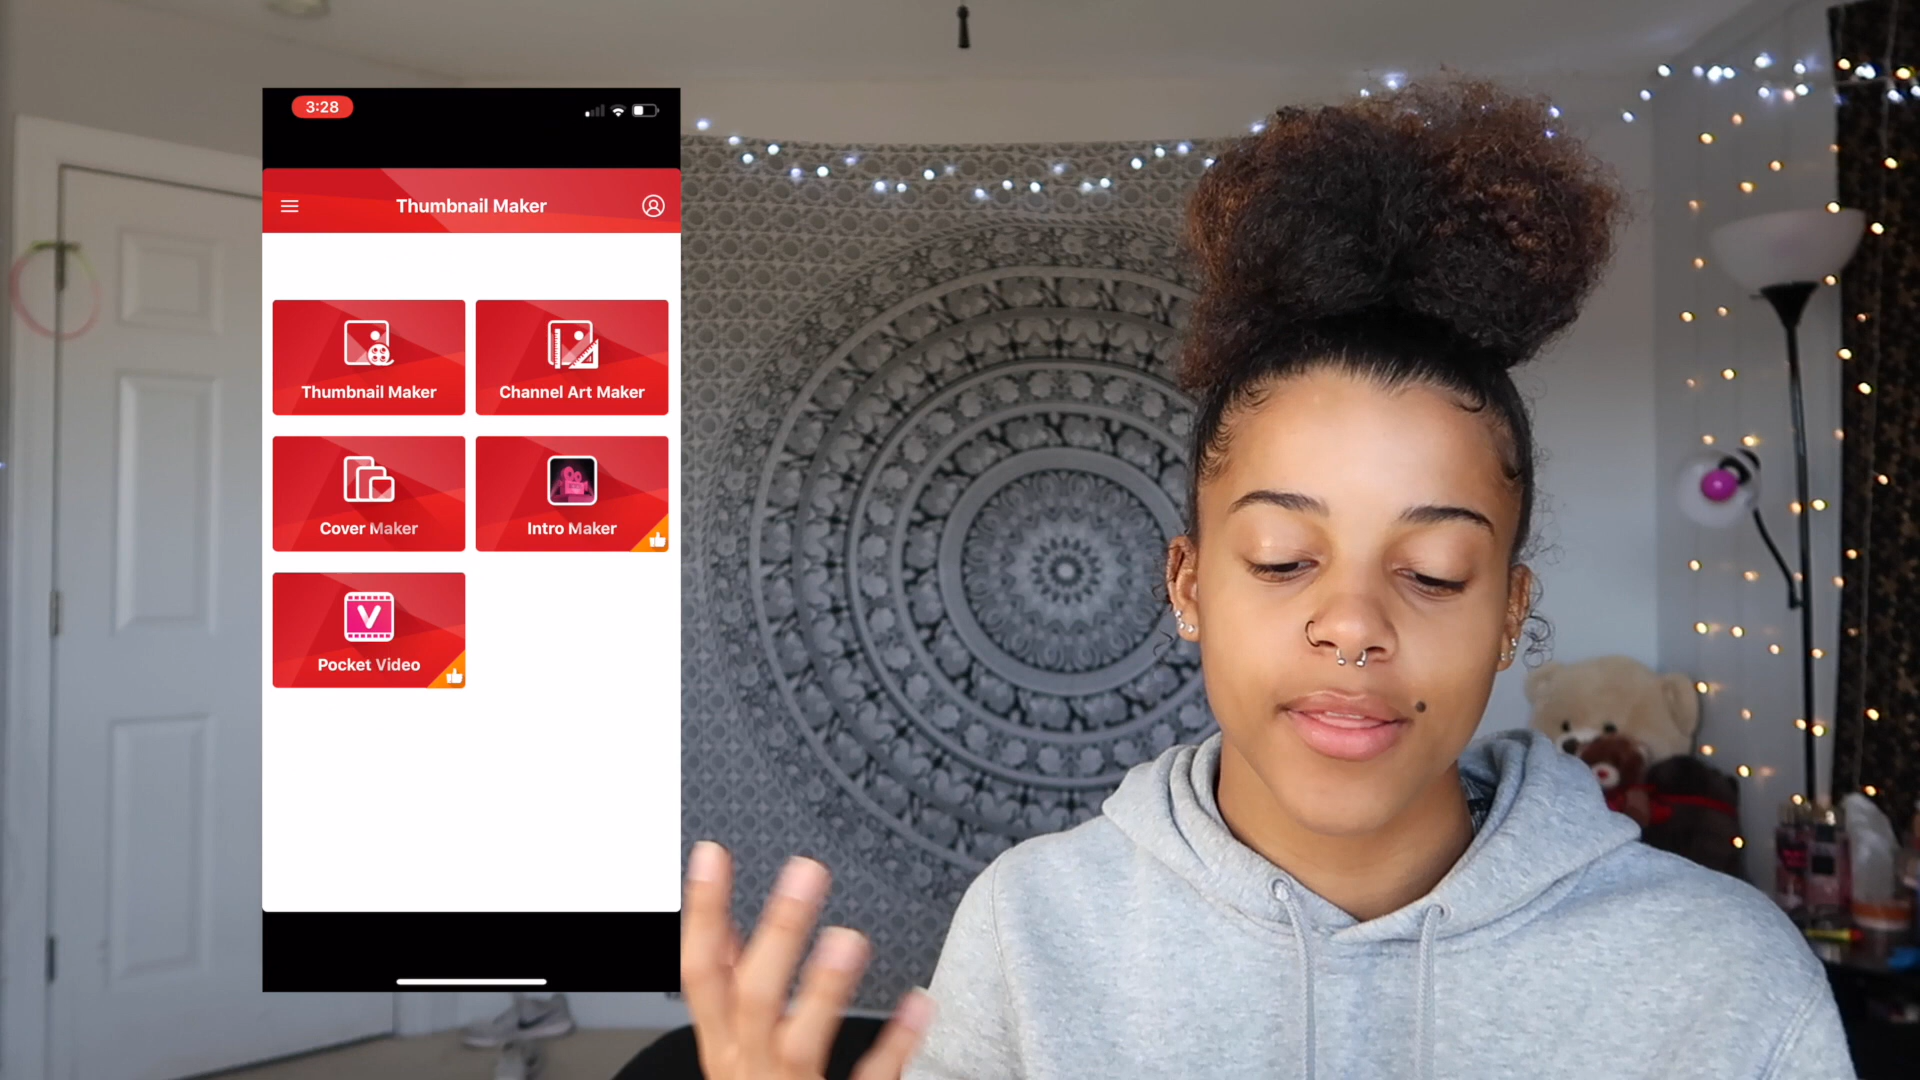 3:28
Thumbnail Maker
Thumbnail Maker
Channel Art Maker
Cover Maker
Intro Maker
V
Pocket Video